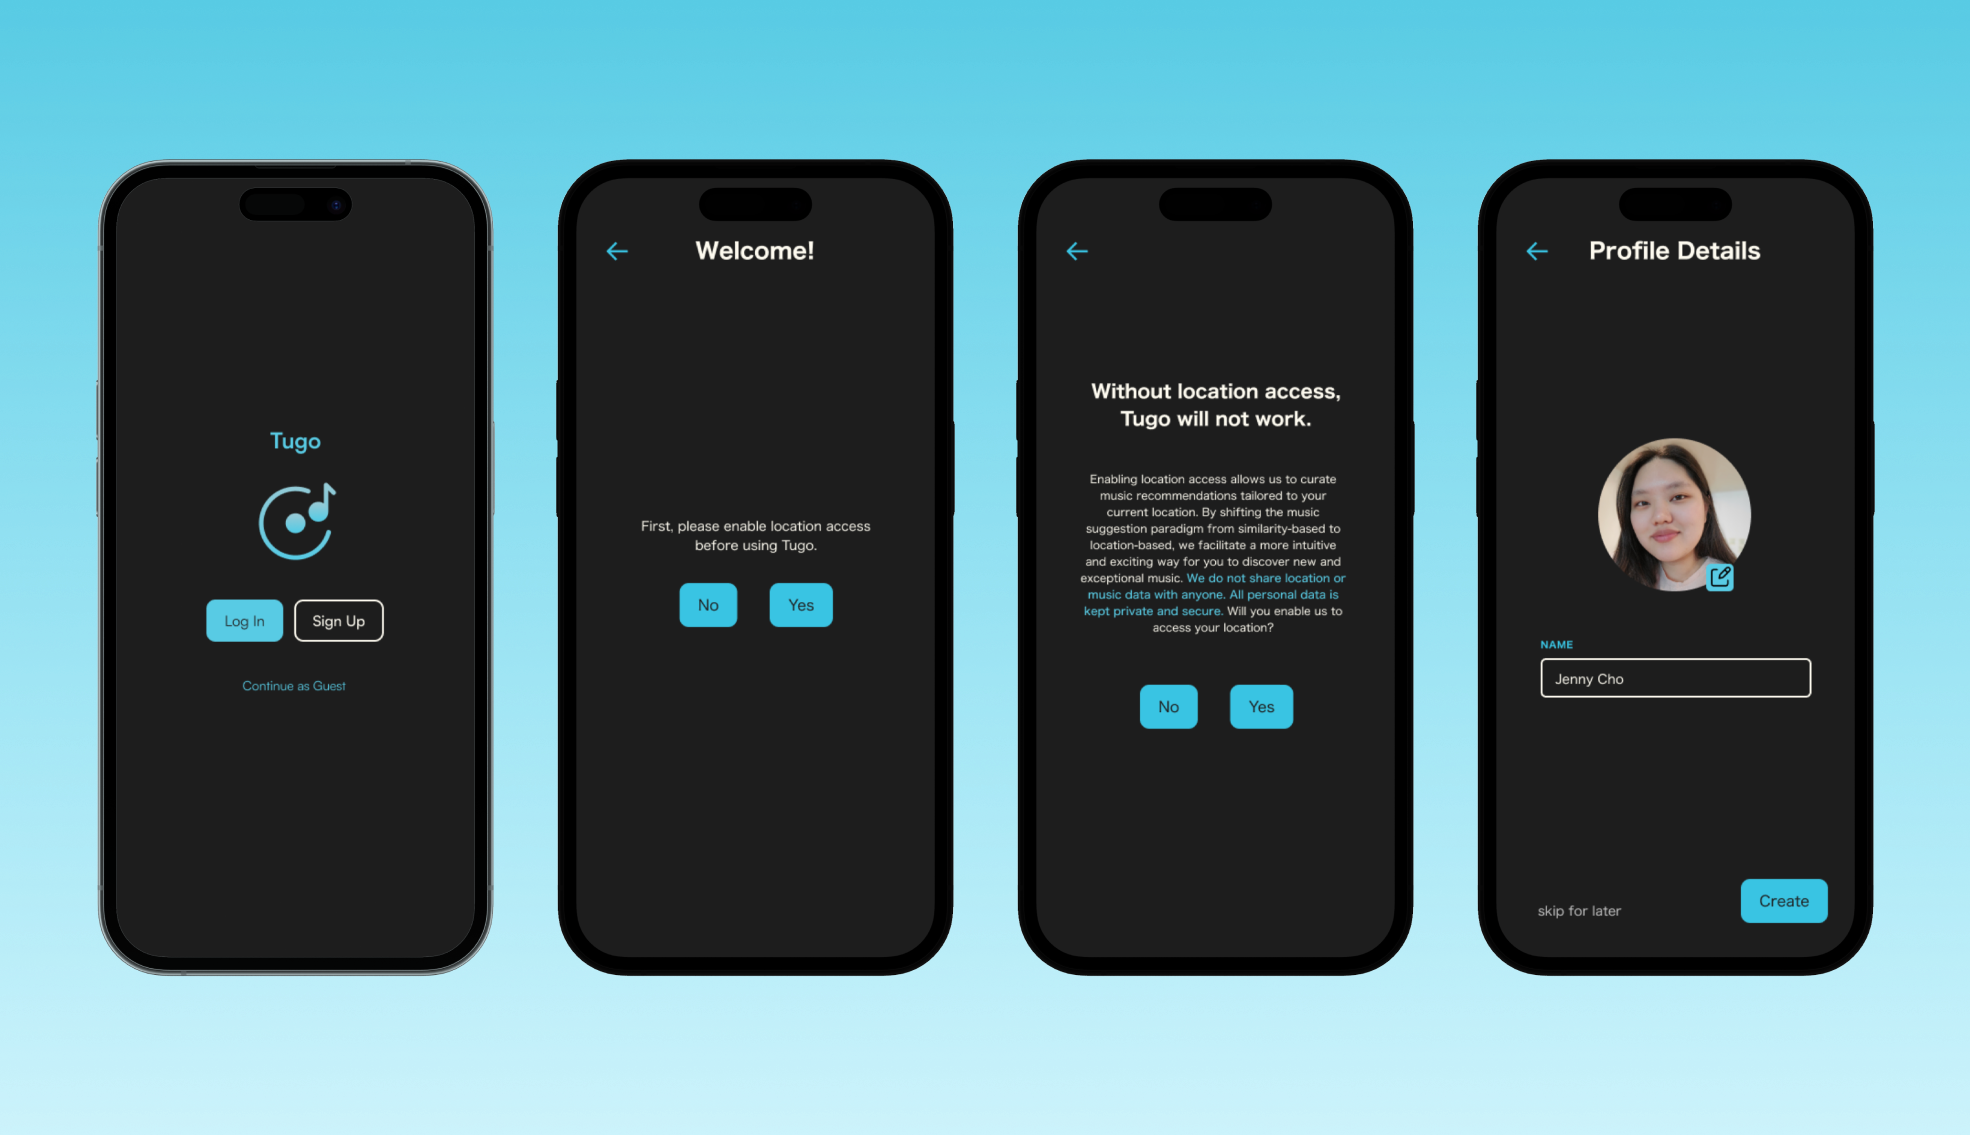 Tugo
Log In
Sign Up
Continue as Guest
Welcome!
First, please enable location access
before using Tugo.
No
Yes
Without location access,
Tugo will not work.
Enabling location access allows us to curate
music recommendations tailored to your
current location. By shifting the music
suggestion paradigm from similarity-based to
location-based, we facilitate a more intuitive
and exciting way for you to discover new and
exceptional music. We do not share location or
music data with anyone. All personal data is
kept private and secure. Will you enable us to
access your location?
No
Yes
Profile Details
NAME
Jenny Cho
skip for later
Create